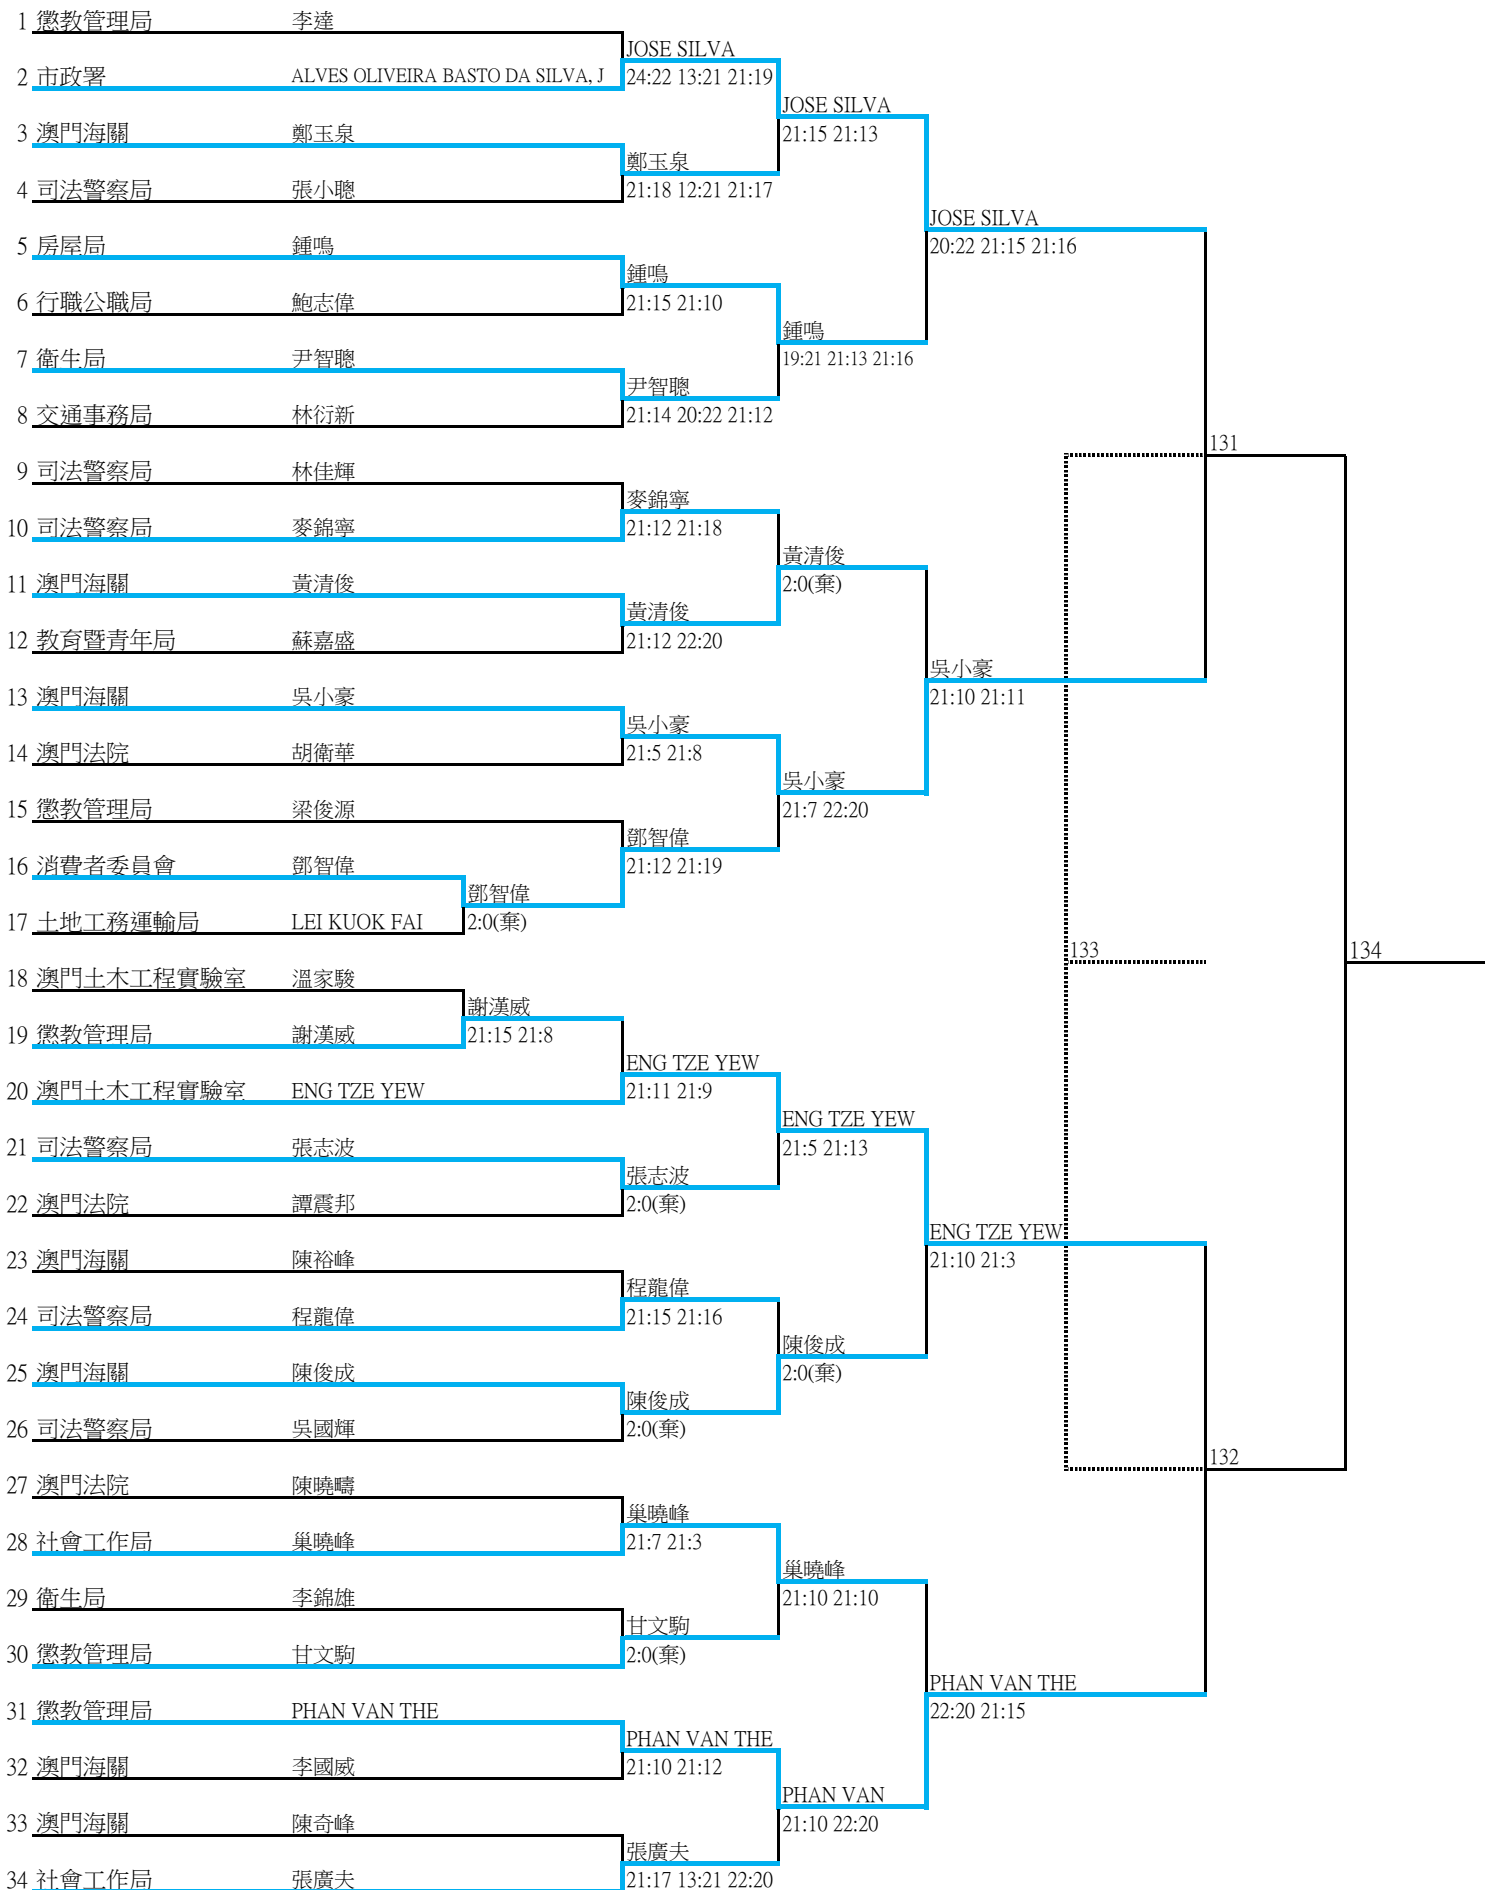 1 懲教管理局 李達
JOSE SILVA
2 市政署 ALVES OLIVEIRA BASTO DA SILVA, J 24:22 13:21 21:19
JOSE SILVA
3 澳門海關 鄭玉泉 21:15 21:13
鄭玉泉
4 司法警察局 張小聰 21:18 12:21 21:17
JOSE SILVA
5 房屋局 鍾鳴 20:22 21:15 21:16
鍾鳴
6 行職公職局 鮑志偉 21:15 21:10
鍾鳴
7 衛生局 尹智聰 19:21 21:13 21:16
尹智聰
8 交通事務局 林衍新 21:14 20:22 21:12
131
9 司法警察局 林佳輝
麥錦寧
10 司法警察局 麥錦寧 21:12 21:18
黃清俊
11 澳門海關 黃清俊 2:0(棄)
黃清俊
12 教育暨青年局 蘇嘉盛 21:12 22:20
吳小豪
13 澳門海關 吳小豪 21:10 21:11
吳小豪
14 澳門法院 胡衛華 21:5 21:8
吳小豪
15 懲教管理局 梁俊源 21:7 22:20
鄧智偉
16 消費者委員會 鄧智偉 21:12 21:19
鄧智偉
17 土地工務運輸局 LEI KUOK FAI 2:0(棄)
133 134
18 澳門土木工程實驗室 溫家駿
謝漢威
19 懲教管理局 謝漢威 21:15 21:8
ENG TZE YEW
20 澳門土木工程實驗室 ENG TZE YEW 21:11 21:9
ENG TZE YEW
21 司法警察局 張志波 21:5 21:13
張志波
22 澳門法院 譚震邦 2:0(棄)
ENG TZE YEW
23 澳門海關 陳裕峰 21:10 21:3
程龍偉
24 司法警察局 程龍偉 21:15 21:16
陳俊成
25 澳門海關 陳俊成 2:0(棄)
陳俊成
26 司法警察局 吳國輝 2:0(棄)
132
27 澳門法院 陳曉疇
巢曉峰
28 社會工作局 巢曉峰 21:7 21:3
巢曉峰
29 衛生局 李錦雄 21:10 21:10
甘文駒
30 懲教管理局 甘文駒 2:0(棄)
PHAN VAN THE
31 懲教管理局 PHAN VAN THE 22:20 21:15
PHAN VAN THE
32 澳門海關 李國威 21:10 21:12
PHAN VAN
33 澳門海關 陳奇峰 21:10 22:20
張廣夫
34 社會工作局 張廣夫 21:17 13:21 22:20